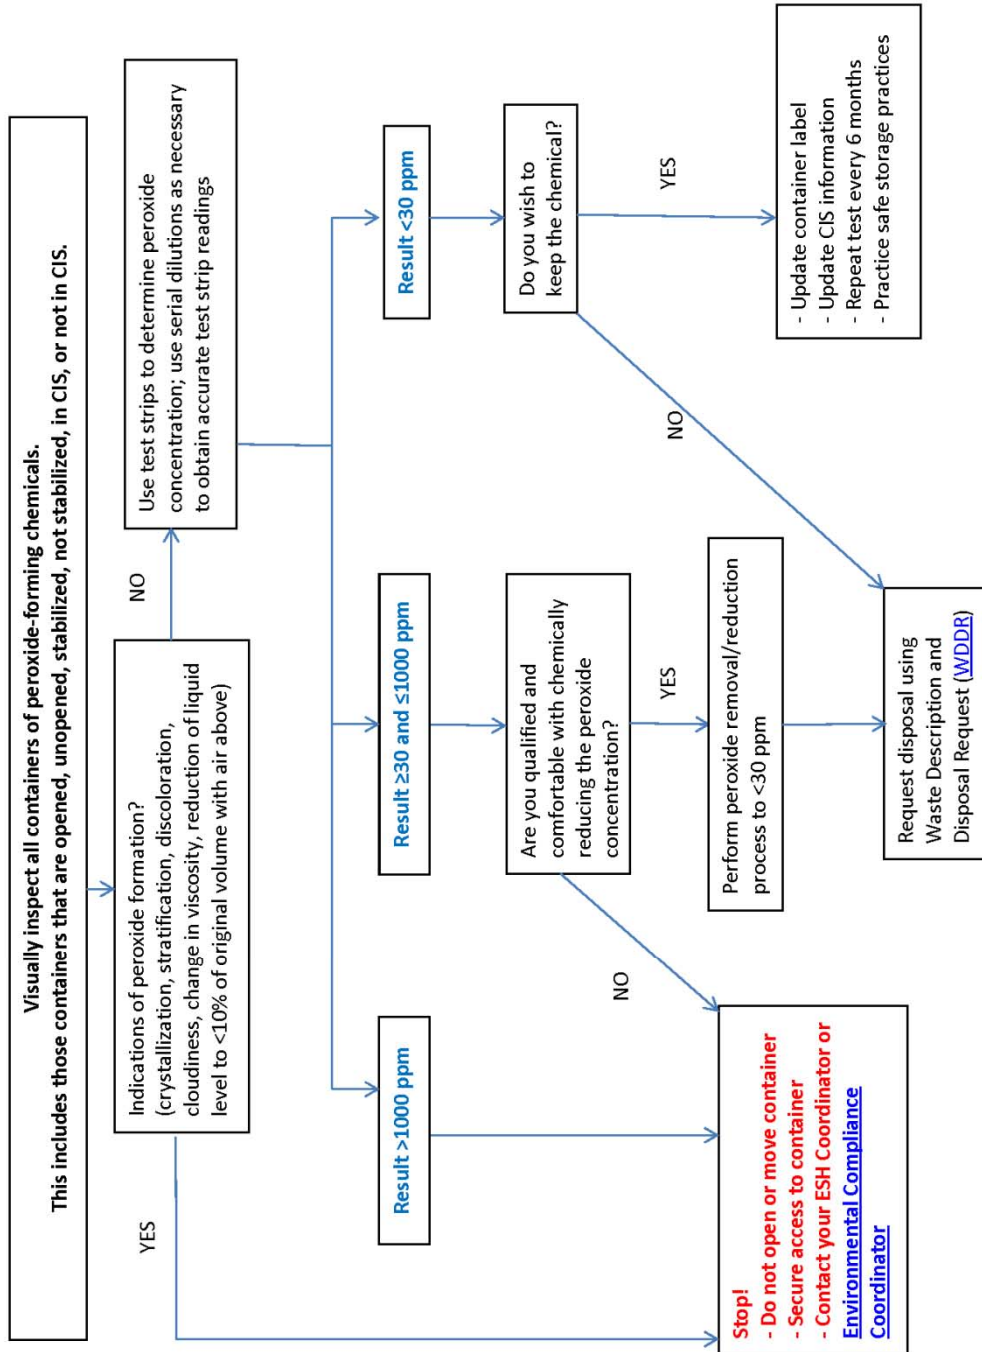 Visually inspect all containers of peroxide-forming chemicals.
This includes those containers that are opened, unopened, stabilized, not stabilized, in CIS, or not in CIS.
YES
Indications of peroxide formation?
(crystallization, stratification, discoloration,
cloudiness, change in viscosity, reduction of liquid
level to <10% of original volume with air above)
NO
Use test strips to determine peroxide
concentration; use serial dilutions as necessary
to obtain accurate test strip readings
Result >1000 ppm
Result ≥30 and ≤1000 ppm
Result <30 ppm
Are you qualified and
comfortable with chemically
reducing the peroxide
concentration?
Do you wish to
keep the chemical?
NO
YES
NO
YES
Stop!
- Do not open or move container
- Secure access to container
- Contact your ESH Coordinator or
Environmental Compliance
Coordinator
Perform peroxide removal/reduction
process to <30 ppm
- Update container label
- Update CIS information
- Repeat test every 6 months
- Practice safe storage practices
Request disposal using
Waste Description and
Disposal Request (WDDR)